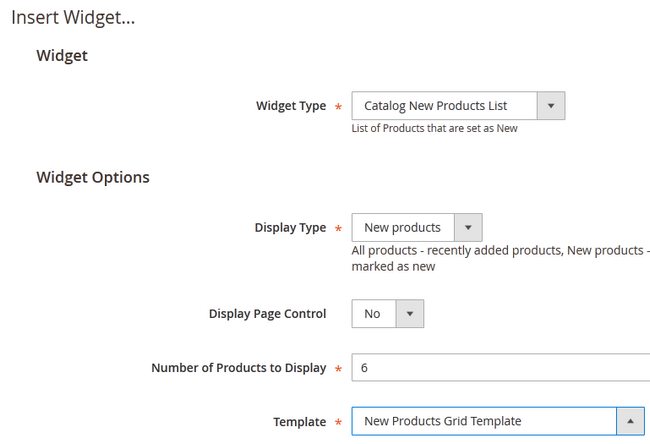 Insert Widget...
Widget
Widget Type * Catalog New Products List
List of Products that are set as New
Widget Options
Display Type * New products
All products - recently added products, New products -
marked as new
Display Page Control No
Number of Products to Display * 6
Template * New Products Grid Template